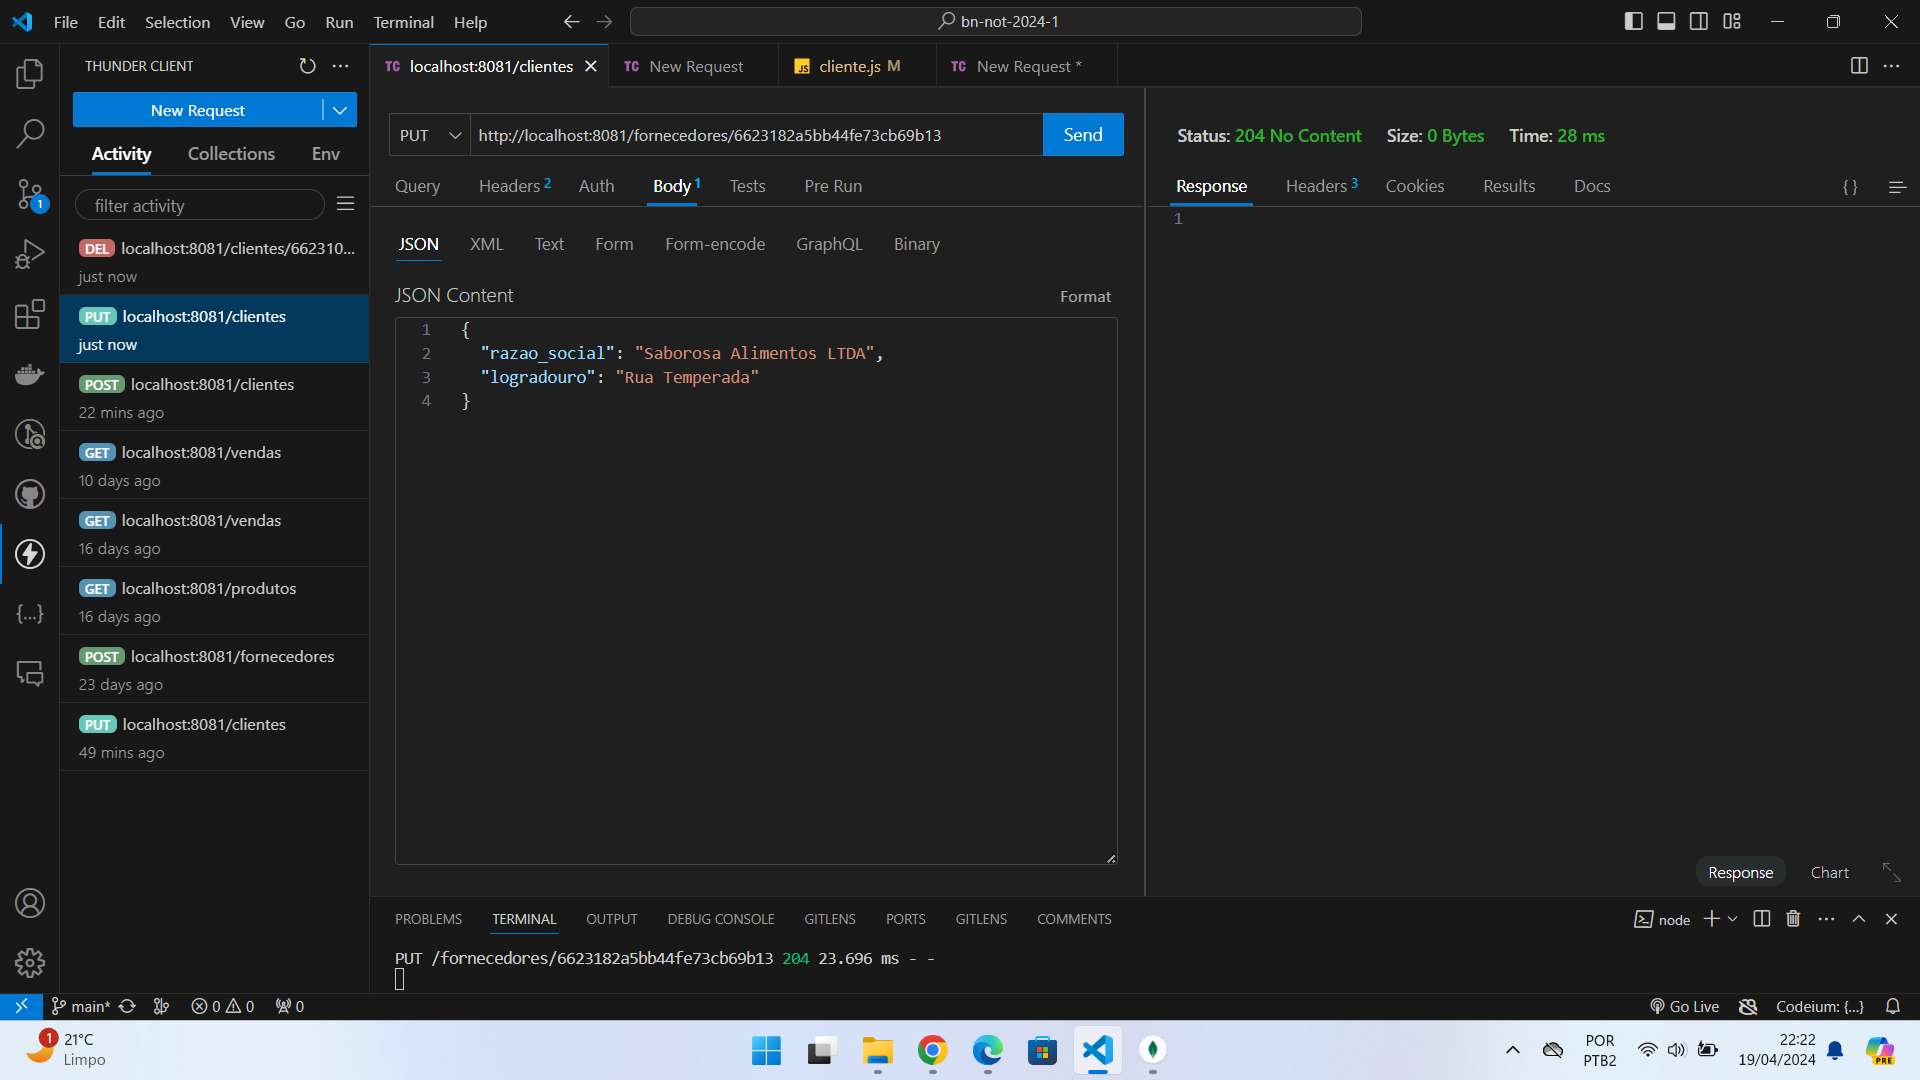 File Edit Selection View Go Run Terminal Help
bn-not-2024-1
THUNDER CLIENT
New Request
Activity Collections Env
filter activity
DEL localhost:8081/clientes/662310...
just now
PUT localhost:8081/clientes
just now
POST localhost:8081/clientes
22 mins ago
GET localhost:8081/vendas
10 days ago
GET localhost:8081/vendas
16 days ago
GET localhost:8081/produtos
16 days ago
POST localhost:8081/fornecedores
23 days ago
PUT localhost:8081/clientes
49 mins ago
1
TC localhost:8081/clientes TC New Request JS cliente.js M TC New Request *
PUT http://localhost:8081/fornecedores/6623182a5bb44fe73cb69b13 Send
Query Headers 2 Auth Body 1 Tests Pre Run
JSON XML Text Form Form-encode GraphQL Binary
JSON Content Format
1 {
2 "razao_social": "Saborosa Alimentos LTDA",
3 "logradouro": "Rua Temperada"
4 }
Status: 204 No Content Size: 0 Bytes Time: 28 ms
Response Headers 3 Cookies Results Docs { }
1
Response Chart
PROBLEMS TERMINAL OUTPUT DEBUG CONSOLE GITLENS PORTS GITLENS COMMENTS
node
PUT /fornecedores/6623182a5bb44fe73cb69b13 204 23.696 ms - -
main* 0 0 0
Go Live Codeium: {...}
1 21°C
Limpo
POR
PTB2
22:22
19/04/2024
PRE